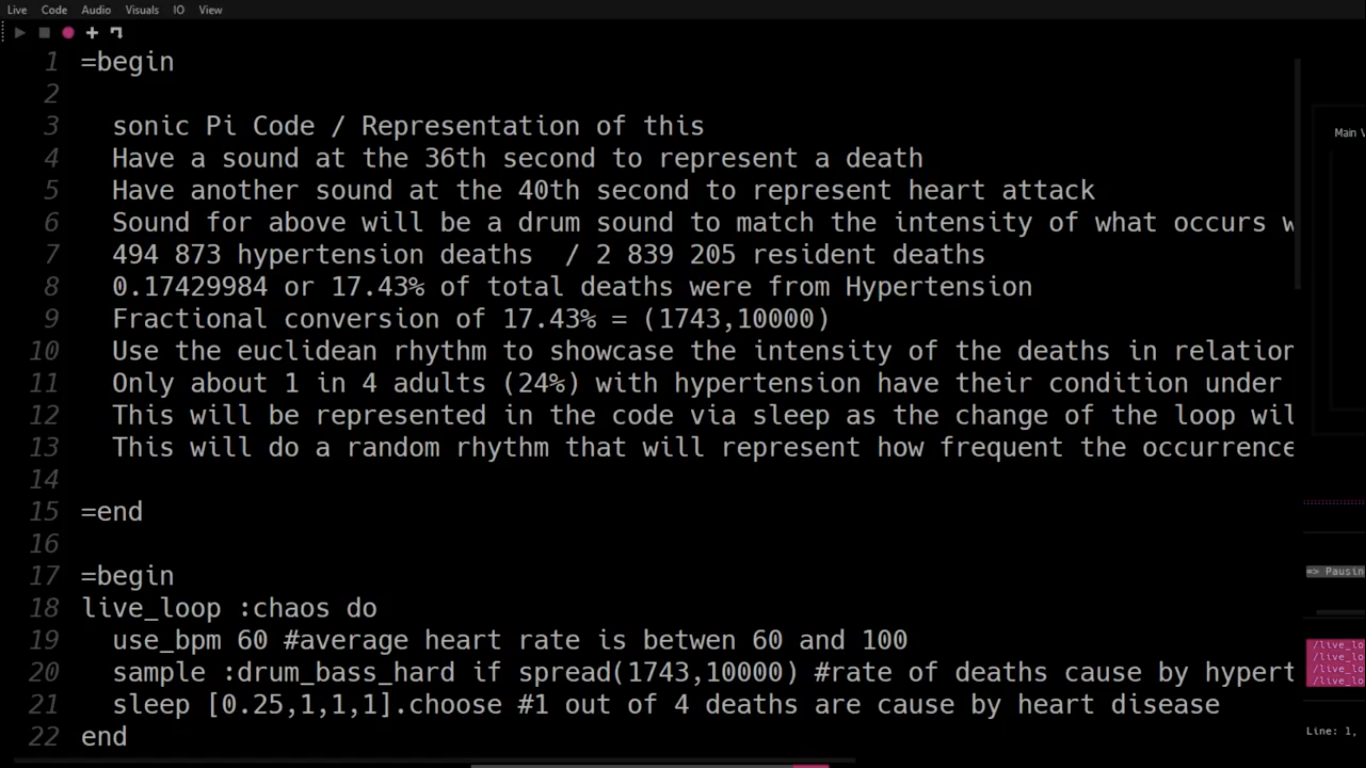 Live Code Audio Visuals IO View
1 =begin
2
3 sonic Pi Code / Representation of this
4 Have a sound at the 36th second to represent a death
5 Have another sound at the 40th second to represent heart attack
6 Sound for above will be a drum sound to match the intensity of what occurs w
7 494 873 hypertension deaths  / 2 839 205 resident deaths
8 0.17429984 or 17.43% of total deaths were from Hypertension
9 Fractional conversion of 17.43% = (1743,10000)
10 Use the euclidean rhythm to showcase the intensity of the deaths in relation
11 Only about 1 in 4 adults (24%) with hypertension have their condition under
12 This will be represented in the code via sleep as the change of the loop wil
13 This will do a random rhythm that will represent how frequent the occurrence
14
15 =end
16
17 =begin
18 live_loop :chaos do
19 use_bpm 60 #average heart rate is betwen 60 and 100
20 sample :drum_bass_hard if spread(1743,10000) #rate of deaths cause by hypert
21 sleep [0.25,1,1,1].choose #1 out of 4 deaths are cause by heart disease
22 end
Main V
=> Pausin
/live_lo
/live_lo
/live_lo
/live_lo
Line: 1,